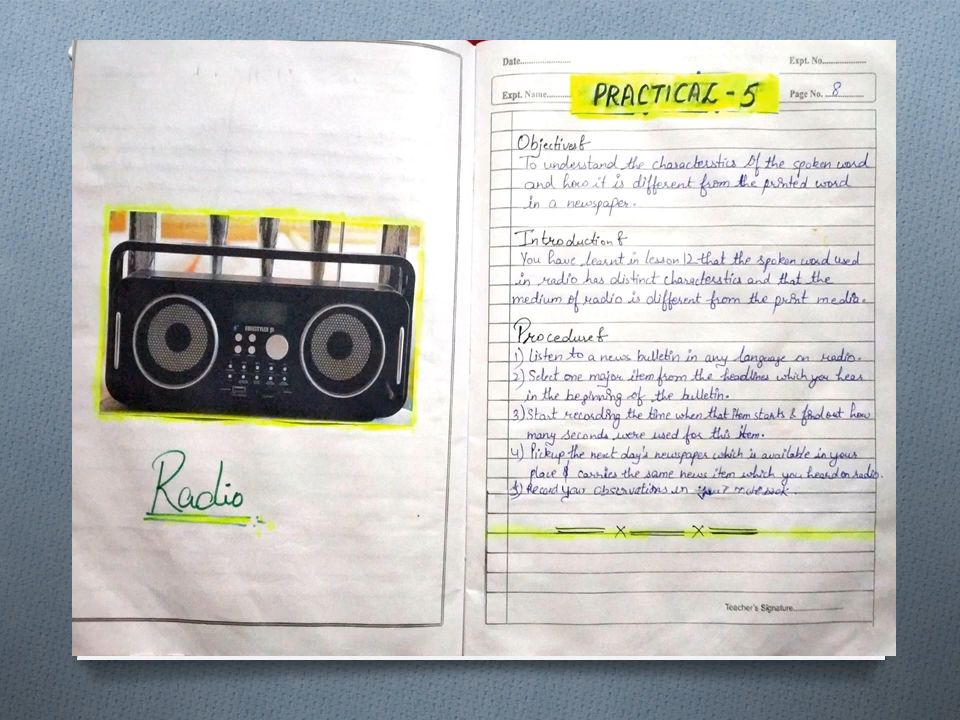 FREESTYLER
Radio
Date
Expt. No.
Expt. Name
PRACTICAL - 5
Page No. 8
Objective
To understand the characterstics of the spoken word
and how it is different from the printed word
in a newspaper.
Introduction
You have learnt in lesson 12 that the spoken word used
in radio has distinct characterstics and that the
medium of radio is different from the print media.
Procedure
1) Listen to a news bulletin in any language on radio.
2) Select one major item from the headlines which you hear
in the beginning of the bulletin.
3) Start recording the time when that item starts & find out how
many seconds were used for this item.
4) Pickup the next day's newspaper which is available in your
place & carries the same news item which you heard on radio.
5) Record your observations in your notebook.
Teacher's Signature